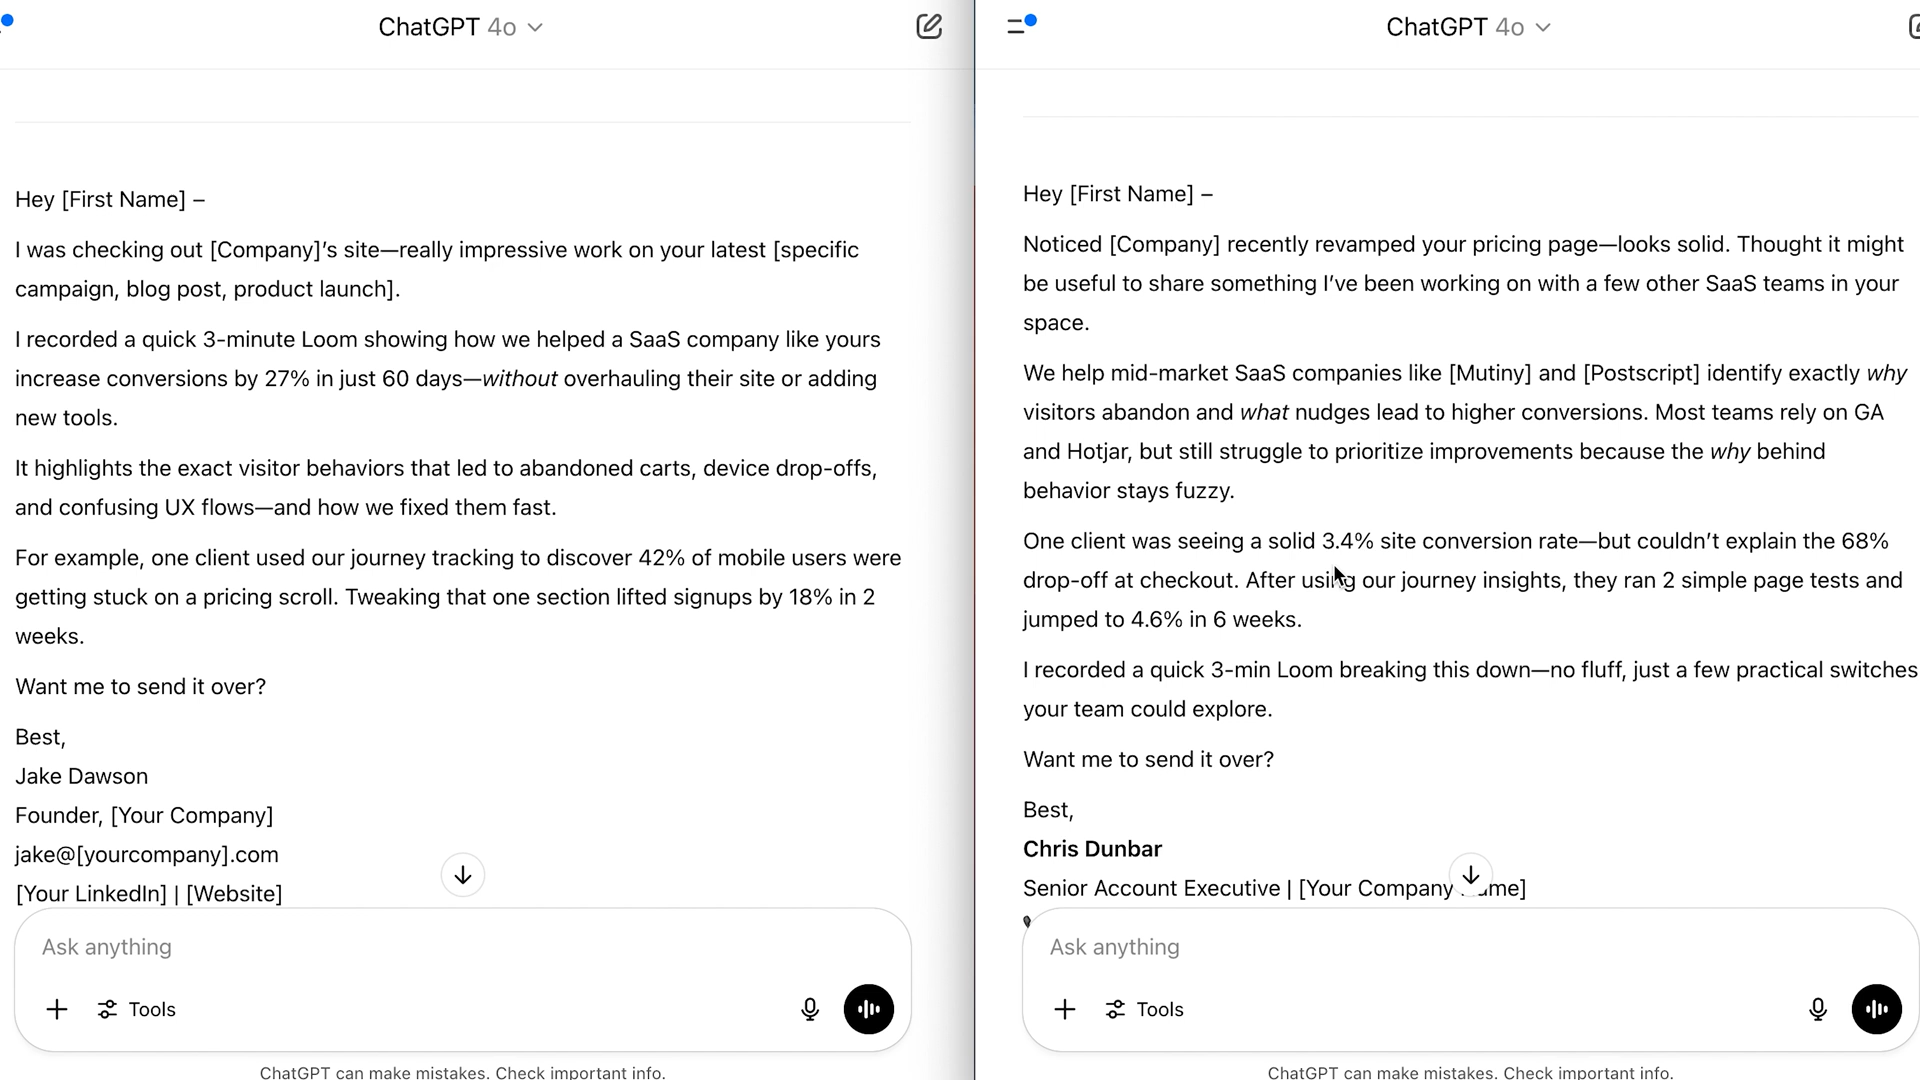 ChatGPT 4o
Hey [First Name] –
I was checking out [Company]’s site—really impressive work on your latest [specific
campaign, blog post, product launch].
I recorded a quick 3-minute Loom showing how we helped a SaaS company like yours
increase conversions by 27% in just 60 days—without overhauling their site or adding
new tools.
It highlights the exact visitor behaviors that led to abandoned carts, device drop-offs,
and confusing UX flows—and how we fixed them fast.
For example, one client used our journey tracking to discover 42% of mobile users were
getting stuck on a pricing scroll. Tweaking that one section lifted signups by 18% in 2
weeks.
Want me to send it over?
Best,
Jake Dawson
Founder, [Your Company]
jake@[yourcompany].com
[Your LinkedIn] | [Website]
Ask anything
Tools
ChatGPT can make mistakes. Check important info.
ChatGPT 4o
Hey [First Name] –
Noticed [Company] recently revamped your pricing page—looks solid. Thought it might
be useful to share something I’ve been working on with a few other SaaS teams in your
space.
We help mid-market SaaS companies like [Mutiny] and [Postscript] identify exactly why
visitors abandon and what nudges lead to higher conversions. Most teams rely on GA
and Hotjar, but still struggle to prioritize improvements because the why behind
behavior stays fuzzy.
One client was seeing a solid 3.4% site conversion rate—but couldn’t explain the 68%
drop-off at checkout. After using our journey insights, they ran 2 simple page tests and
jumped to 4.6% in 6 weeks.
I recorded a quick 3-min Loom breaking this down—no fluff, just a few practical switches
your team could explore.
Want me to send it over?
Best,
Chris Dunbar
Senior Account Executive | [Your Company Name]
Ask anything
Tools
ChatGPT can make mistakes. Check important info.